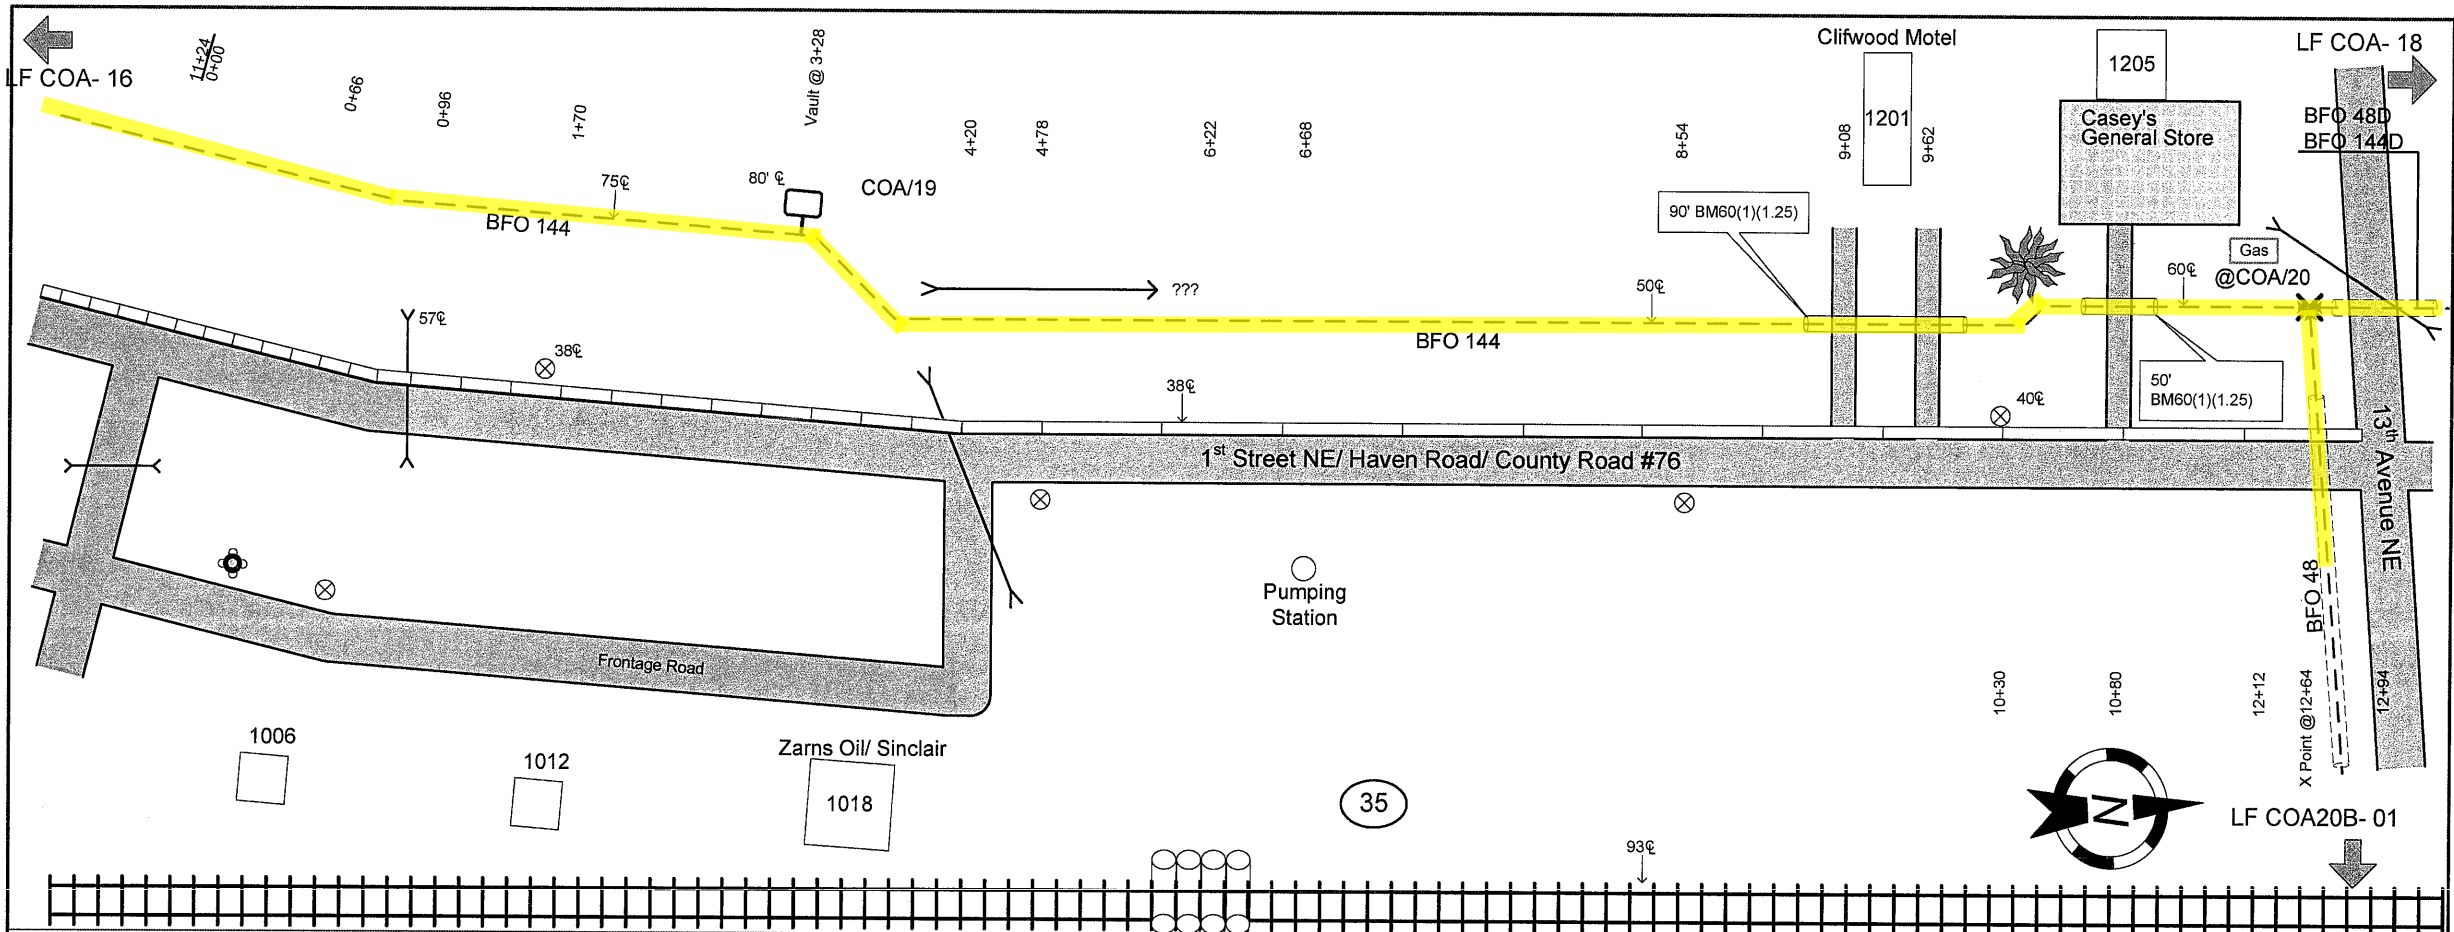 LF COA- 16
11+24
0+00
0+66
0+96
1+70
Vault @ 3+28
4+20
4+78
6+22
6+68
8+54
9+08
9+62
Clifwood Motel
1201
1205
Casey's
General Store
LF COA- 18
BFO 48D
BFO 144D
75℄
80' ℄
COA/19
BFO 144
90' BM60(1)(1.25)
???
50℄
Gas
60℄
@COA/20
BFO 144
57℄
38℄
38℄
40℄
50'
BM60(1)(1.25)
1st Street NE/ Haven Road/ County Road #76
13th Avenue NE
Pumping
Station
BFO 48
Frontage Road
10+30
10+80
12+12
X Point @12+64
12+94
1006
1012
Zarns Oil/ Sinclair
1018
35
N
LF COA20B- 01
93℄